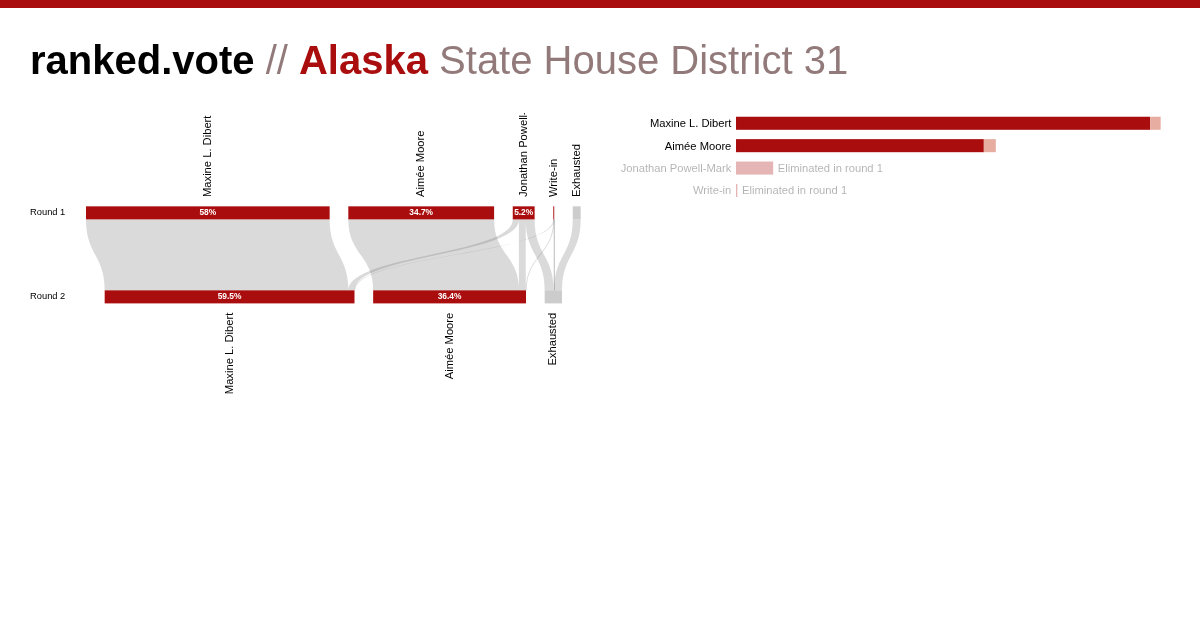 ranked.vote // Alaska State House District 31
Maxine L. Dibert
Aimée Moore
Jonathan Powell-
Write-in
Exhausted
Round 1
58%
34.7%
5.2%
Round 2
59.5%
36.4%
Maxine L. Dibert
Aimée Moore
Exhausted
Maxine L. Dibert
Aimée Moore
Jonathan Powell-Mark Eliminated in round 1
Write-in Eliminated in round 1